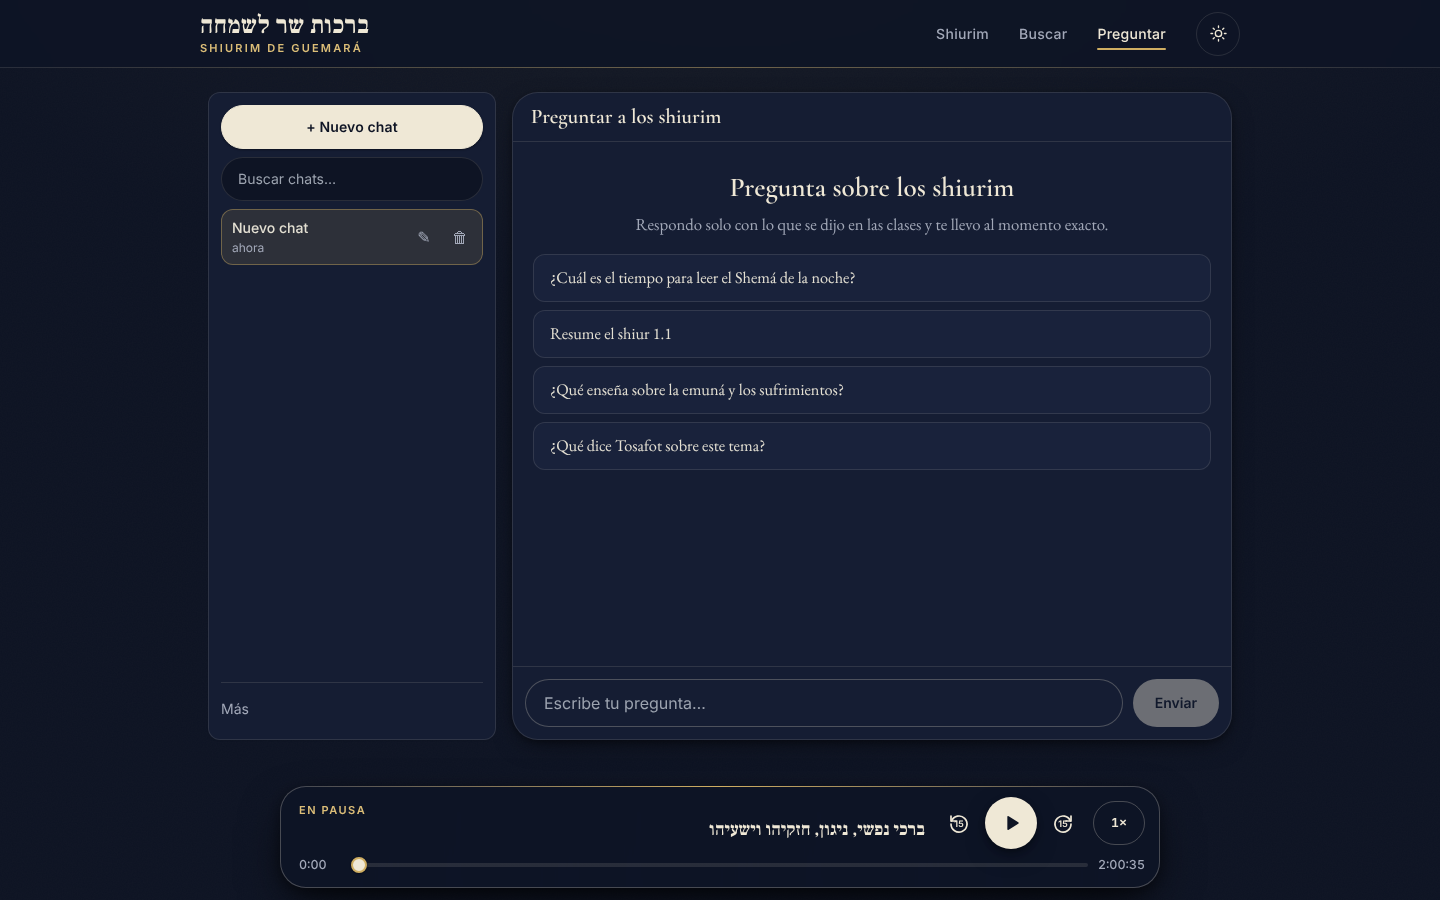 ברכות שר לשמחה
SHIURIM DE GUEMARÁ
Shiurim
Buscar
Preguntar
+ Nuevo chat
Buscar chats...
Nuevo chat
ahora
Más
Preguntar a los shiurim
Pregunta sobre los shiurim
Respondo solo con lo que se dijo en las clases y te llevo al momento exacto.
¿Cuál es el tiempo para leer el Shemá de la noche?
Resume el shiur 1.1
¿Qué enseña sobre la emuná y los sufrimientos?
¿Qué dice Tosafot sobre este tema?
Escribe tu pregunta...
Enviar
EN PAUSA
ברכי נפשי, ניגון, חזקיהו וישעיהו
15
15
1×
0:00
2:00:35